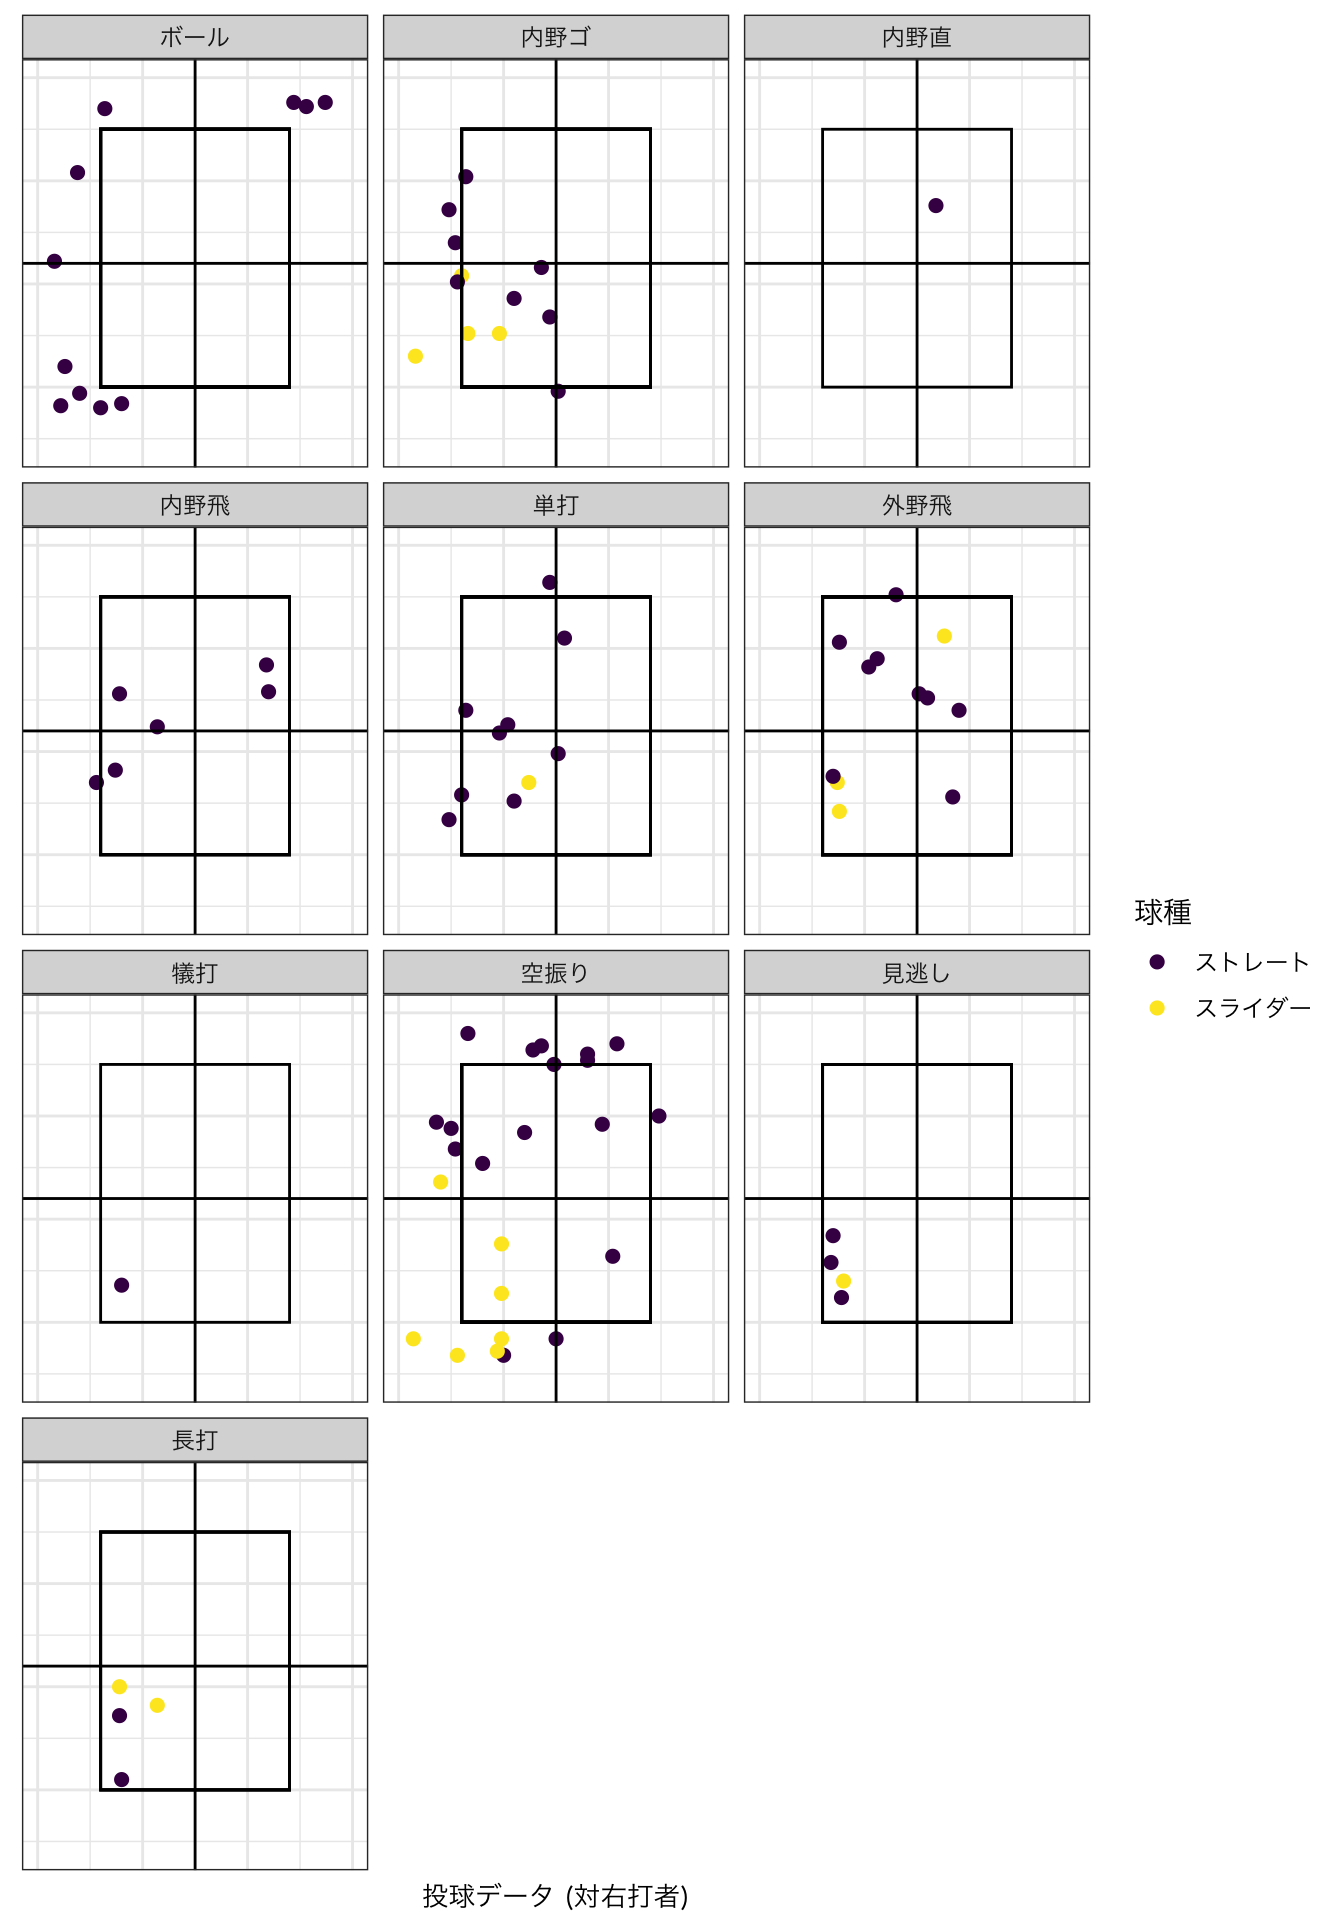 ボール
内野ゴ
内野直
内野飛
単打
外野飛
犠打
空振り
見逃し
長打
球種
ストレート
スライダー
投球データ (対右打者)